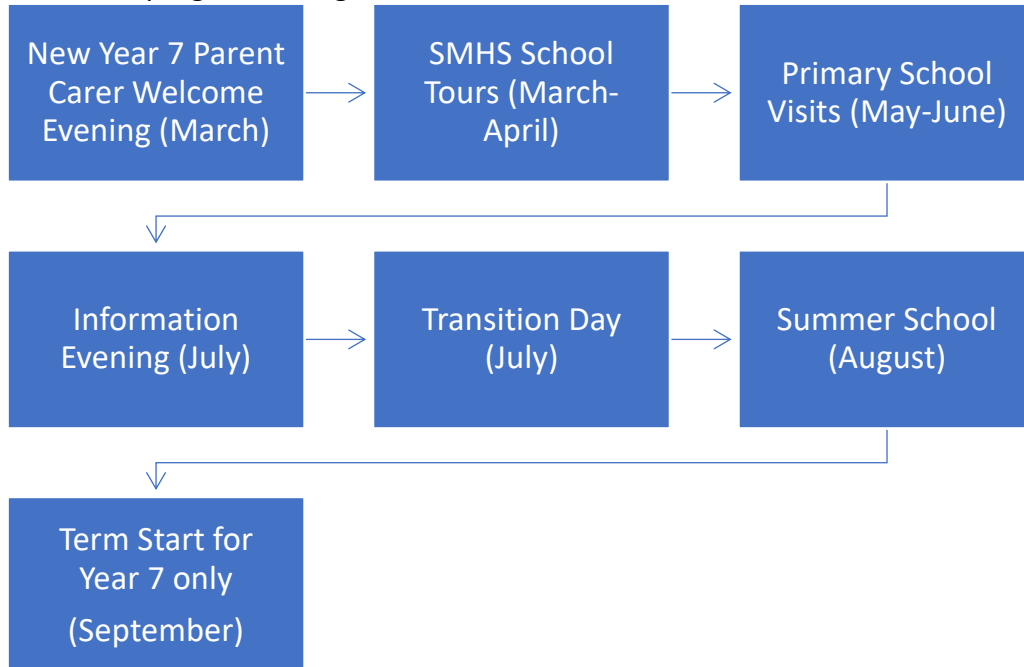 New Year 7 Parent
Carer Welcome
Evening (March)
SMHS School
Tours (March-
April)
Primary School
Visits (May-June)
Information
Evening (July)
Transition Day
(July)
Summer School
(August)
Term Start for
Year 7 only
(September)